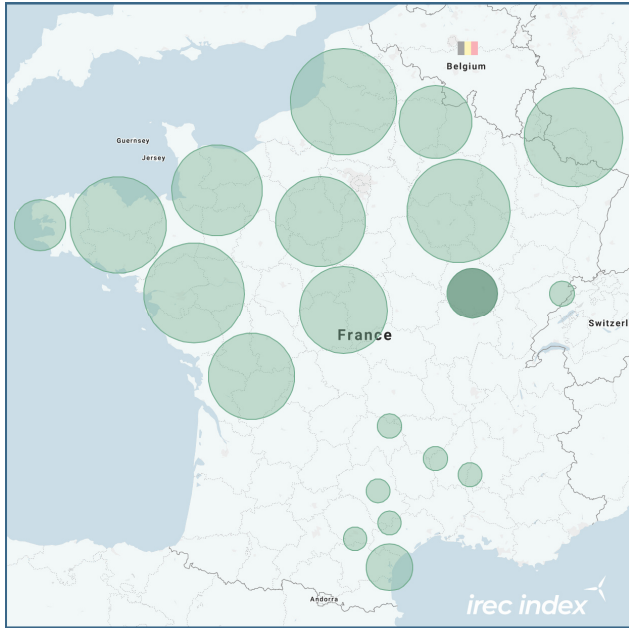 Belgium
Guernsey
Jersey
France
Switzerl
Andorra
irec index